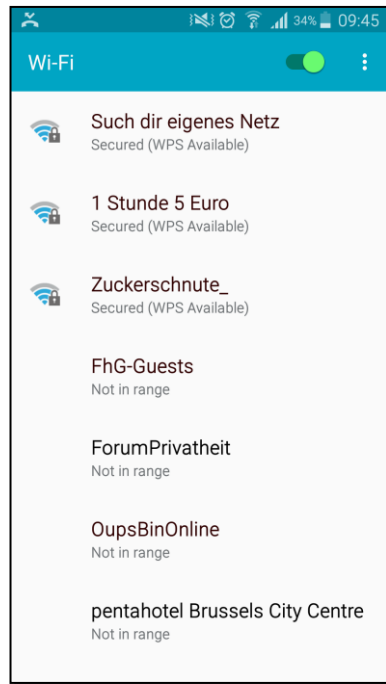 34% 09:45
Wi-Fi
Such dir eigenes Netz
Secured (WPS Available)
1 Stunde 5 Euro
Secured (WPS Available)
Zuckerschnute_
Secured (WPS Available)
FhG-Guests
Not in range
ForumPrivatheit
Not in range
OupsBinOnline
Not in range
pentahotel Brussels City Centre
Not in range